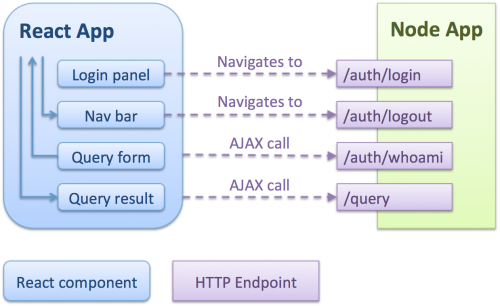 React App
Node App
Login panel
Navigates to
/auth/login
Nav bar
Navigates to
/auth/logout
Query form
AJAX call
/auth/whoami
Query result
AJAX call
/query
React component
HTTP Endpoint